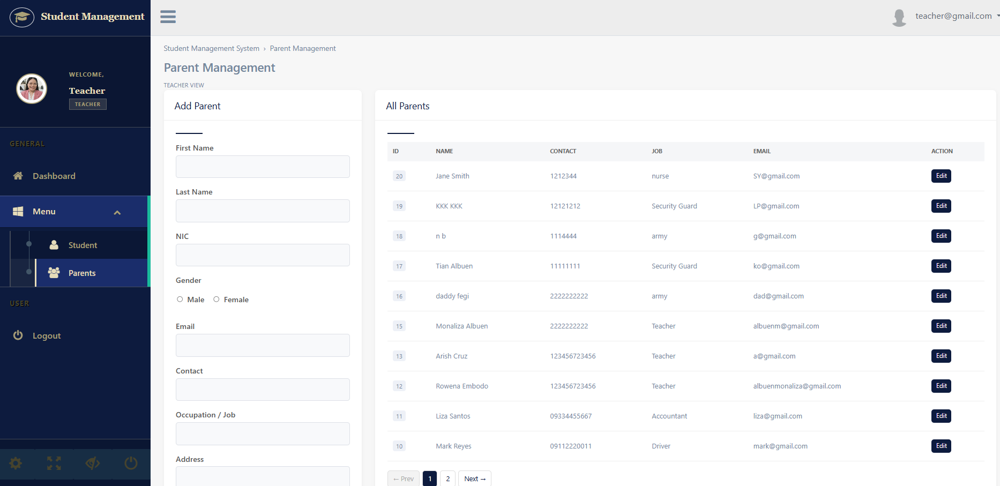 Student Management
teacher@gmail.com
WELCOME,
Teacher
TEACHER
GENERAL
Dashboard
Menu
Student
Parents
USER
Logout
Student Management System › Parent Management
Parent Management
TEACHER VIEW
Add Parent
First Name
Last Name
NIC
Gender
Male Female
Email
Contact
Occupation / Job
Address
All Parents
ID NAME CONTACT JOB EMAIL ACTION
20 Jane Smith 1212344 nurse SY@gmail.com Edit
19 KKK KKK 12121212 Security Guard LP@gmail.com Edit
18 n b 1114444 army g@gmail.com Edit
17 Tian Albuen 11111111 Security Guard ko@gmail.com Edit
16 daddy fegi 2222222222 army dad@gmail.com Edit
15 Monaliza Albuen 2222222222 Teacher albuenm@gmail.com Edit
13 Arish Cruz 123456723456 Teacher a@gmail.com Edit
12 Rowena Embodo 123456723456 Teacher albuenmonaliza@gmail.com Edit
11 Liza Santos 09334455667 Accountant liza@gmail.com Edit
10 Mark Reyes 09112220011 Driver mark@gmail.com Edit
← Prev 1 2 Next →